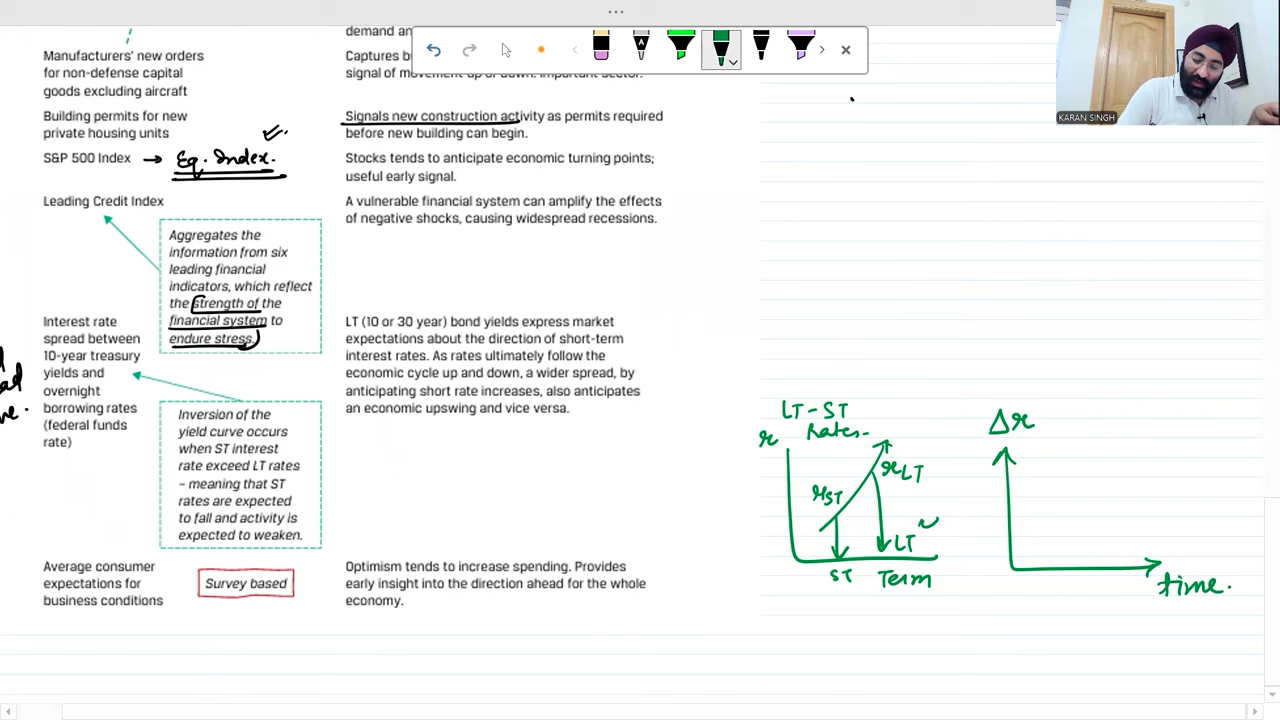 demand an
Manufacturers' new orders
for non-defense capital
goods excluding aircraft
Captures b
signal of movement up or down. Important sector.
Building permits for new
private housing units
Signals new construction activity as permits required
before new building can begin.
S&P 500 Index → Eq. Index.
Stocks tends to anticipate economic turning points;
useful early signal.
Leading Credit Index
A vulnerable financial system can amplify the effects
of negative shocks, causing widespread recessions.
Aggregates the
information from six
leading financial
indicators, which reflect
the strength of the
financial system to
endure stress.
Interest rate
spread between
10-year treasury
yields and
overnight
borrowing rates
(federal funds
rate)
LT (10 or 30 year) bond yields express market
expectations about the direction of short-term
interest rates. As rates ultimately follow the
economic cycle up and down, a wider spread, by
anticipating short rate increases, also anticipates
an economic upswing and vice versa.
Inversion of the
yield curve occurs
when ST interest
rate exceed LT rates
– meaning that ST
rates are expected
to fall and activity is
expected to weaken.
Average consumer
expectations for
business conditions
Survey based
Optimism tends to increase spending. Provides
early insight into the direction ahead for the whole
economy.
LT-ST
Rates-
r
rST
rLT
LT
ST
Term
Δr
time.
KARAN SINGH